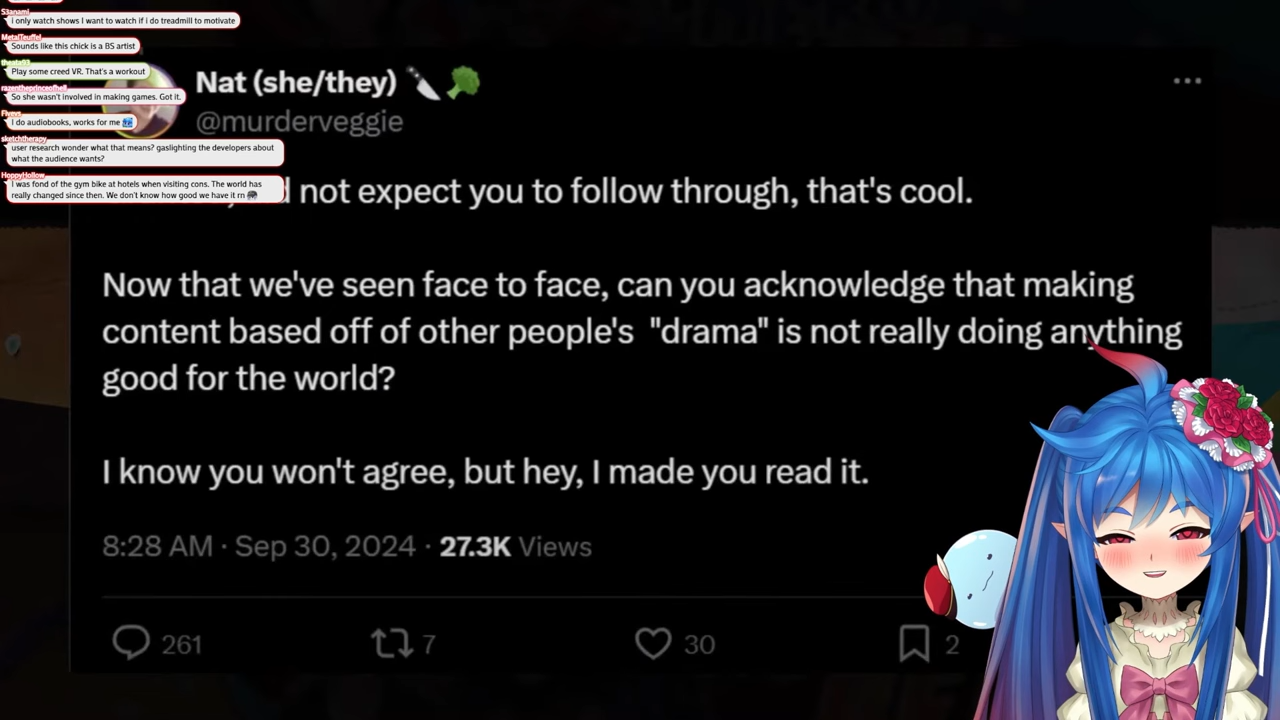 S3anami
I only watch shows I want to watch if i do treadmill to motivate
MetalTeuffel
Sounds like this chick is a BS artist
theata93
Play some creed VR. That's a workout
razentheprinceofhell
So she wasn't involved in making games. Got it.
Fiveys
I do audiobooks, works for me
sketchtherapy
user research wonder what that means? gaslighting the developers about
what the audience wants?
HoppyHollow
I was fond of the gym bike at hotels when visiting cons. The world has
really changed since then. We don't know how good we have it rn
Nat (she/they) 🔪🥦
@murderveggie
not expect you to follow through, that's cool.
Now that we've seen face to face, can you acknowledge that making
content based off of other people's "drama" is not really doing anything
good for the world?
I know you won't agree, but hey, I made you read it.
8:28 AM · Sep 30, 2024 · 27.3K Views
261 7 30 2